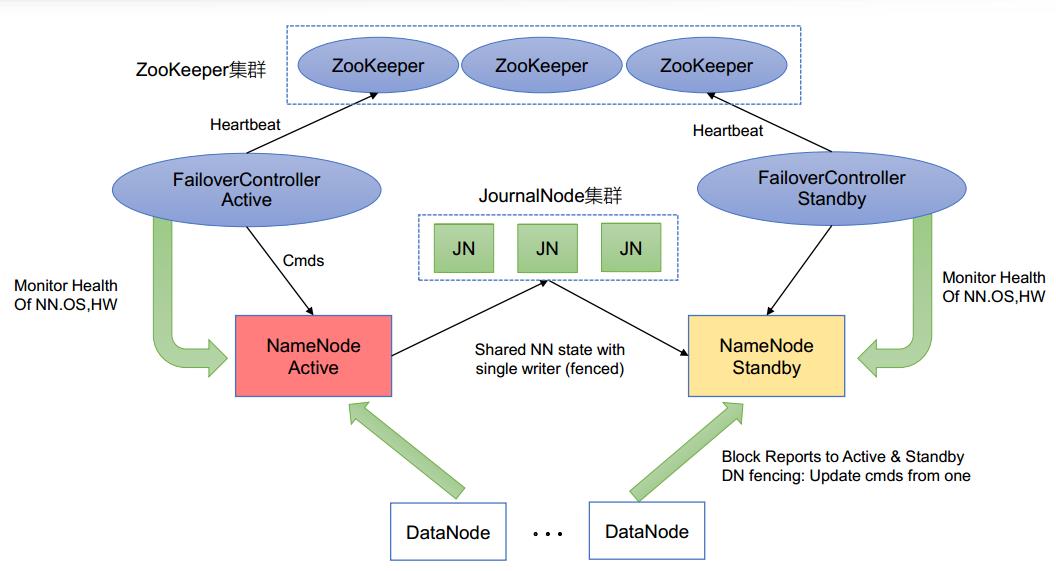 ZooKeeper集群
ZooKeeper
ZooKeeper
ZooKeeper
Heartbeat
Heartbeat
FailoverController
Active
FailoverController
Standby
JournalNode集群
JN
JN
JN
Cmds
Monitor Health
Of NN.OS,HW
Monitor Health
Of NN.OS,HW
NameNode
Active
Shared NN state with
single writer (fenced)
NameNode
Standby
Block Reports to Active & Standby
DN fencing: Update cmds from one
DataNode
...
DataNode